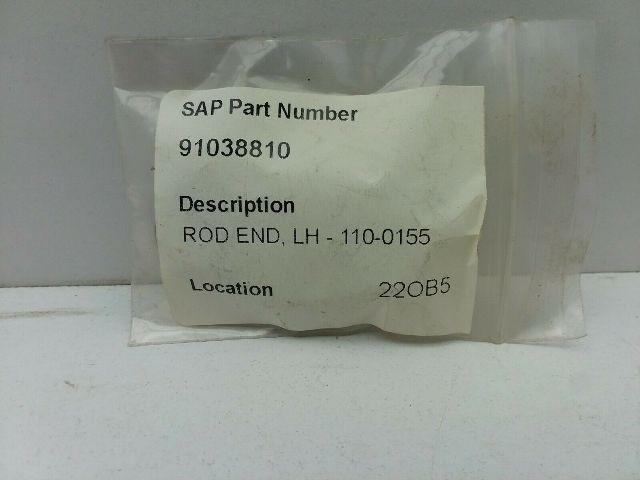 SAP Part Number
91038810
Description
ROD END, LH - 110-0155
Location 22OB5